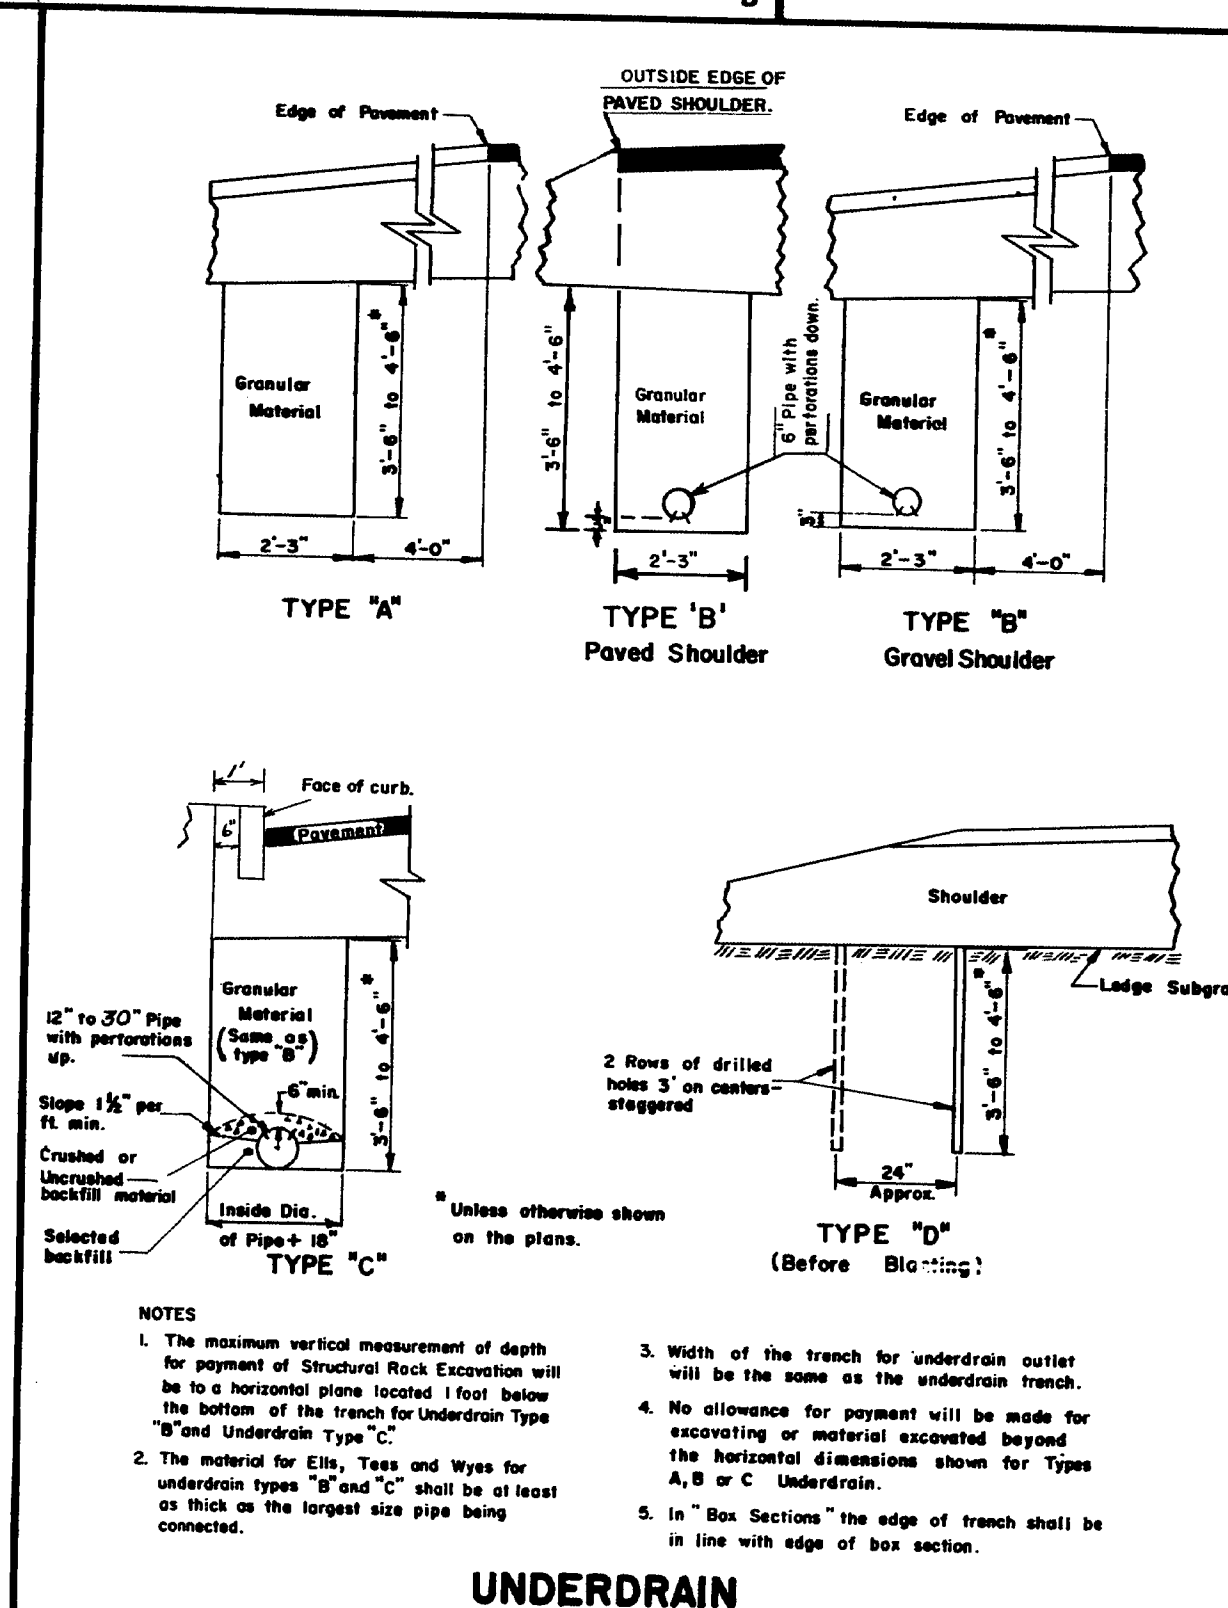 OUTSIDE EDGE OF
PAVED SHOULDER.
Edge of Pavement
Edge of Pavement
Granular
Material
3'-6" to 4'-6" *
2'-3"
4'-0"
TYPE "A"
3'-6" to 4'-6"
Granular
Material
6" Pipe with
perforations down.
2'-3"
TYPE 'B'
Paved Shoulder
Granular
Material
3'-6" to 4'-6" *
3"
2'-3"
4'-0"
TYPE "B"
Gravel Shoulder
1'
Face of curb.
6"
Pavement
Granular
Material
(Same as
type "B")
3'-6" to 4'-6" *
12" to 30" Pipe
with perforations
up.
6" min.
Slope 1 1/2" per
ft. min.
Crushed or
Uncrushed
backfill material
Selected
backfill
Inside Dia.
of Pipe + 18"
TYPE "C"
* Unless otherwise shown
on the plans.
Shoulder
Ledge Subgra
2 Rows of drilled
holes 3' on centers-
staggered
3'-6" to 4'-6" *
24"
Approx.
TYPE "D"
(Before Blasting)
NOTES
1. The maximum vertical measurement of depth
for payment of Structural Rock Excavation will
be to a horizontal plane located 1 foot below
the bottom of the trench for Underdrain Type
"B" and Underdrain Type "C".
2. The material for Ells, Tees and Wyes for
underdrain types "B" and "C" shall be at least
as thick as the largest size pipe being
connected.
3. Width of the trench for underdrain outlet
will be the same as the underdrain trench.
4. No allowance for payment will be made for
excavating or material excavated beyond
the horizontal dimensions shown for Types
A, B or C Underdrain.
5. In "Box Sections" the edge of trench shall be
in line with edge of box section.
UNDERDRAIN